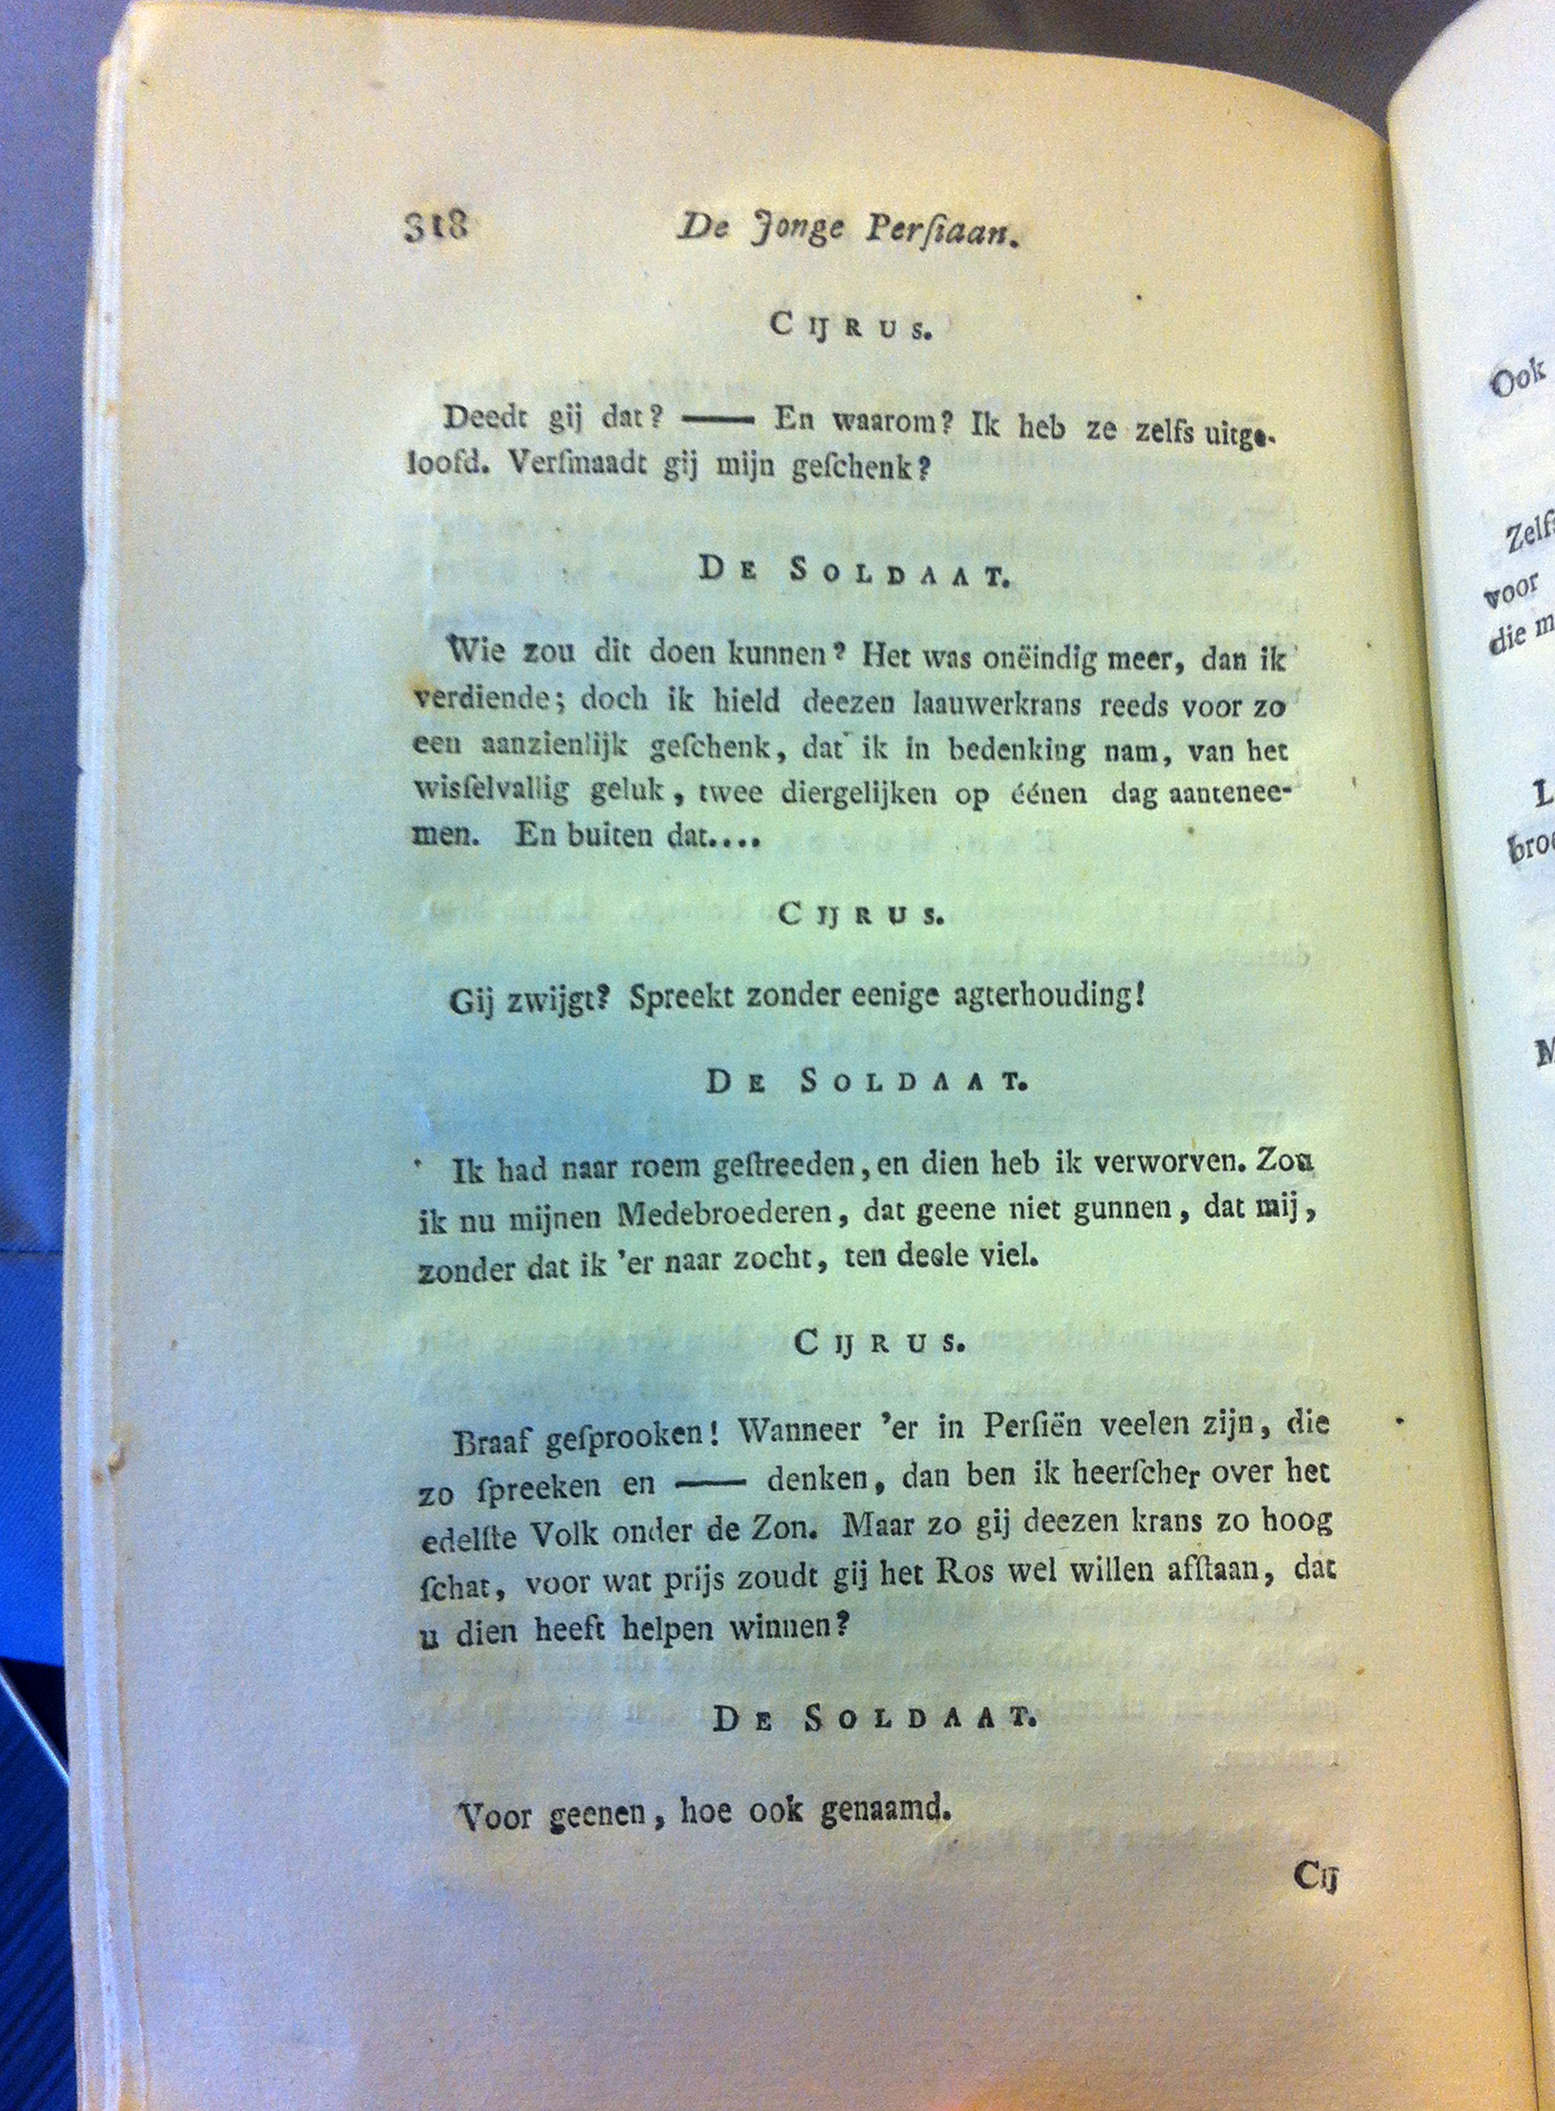 318 De Jonge Perſiaan.
CIJRUS.
Deedt gij dat? —— En waarom? Ik heb ze zelfs uitge-
loofd. Verſmaadt gij mijn geſchenk?
DE SOLDAAT.
Wie zou dit doen kunnen? Het was onëindig meer, dan ik
verdiende; doch ik hield deezen laauwerkrans reeds voor zo
een aanzienlijk geſchenk, dat ik in bedenking nam, van het
wisſelvallig geluk, twee diergelijken op éénen dag aantenee-
men. En buiten dat....
CIJRUS.
Gij zwijgt? Spreekt zonder eenige agterhouding!
DE SOLDAAT.
Ik had naar roem geſtreeden, en dien heb ik verworven. Zou
ik nu mijnen Medebroederen, dat geene niet gunnen, dat mij,
zonder dat ik 'er naar zocht, ten deele viel.
CIJRUS.
Braaf geſprooken! Wanneer 'er in Perſiën veelen zijn, die
zo ſpreeken en —— denken, dan ben ik heerſcher over het
edelſte Volk onder de Zon. Maar zo gij deezen krans zo hoog
ſchat, voor wat prijs zoudt gij het Ros wel willen afſtaan, dat
u dien heeft helpen winnen?
DE SOLDAAT.
Voor geenen, hoe ook genaamd.
CIJ
Ook
voor
die